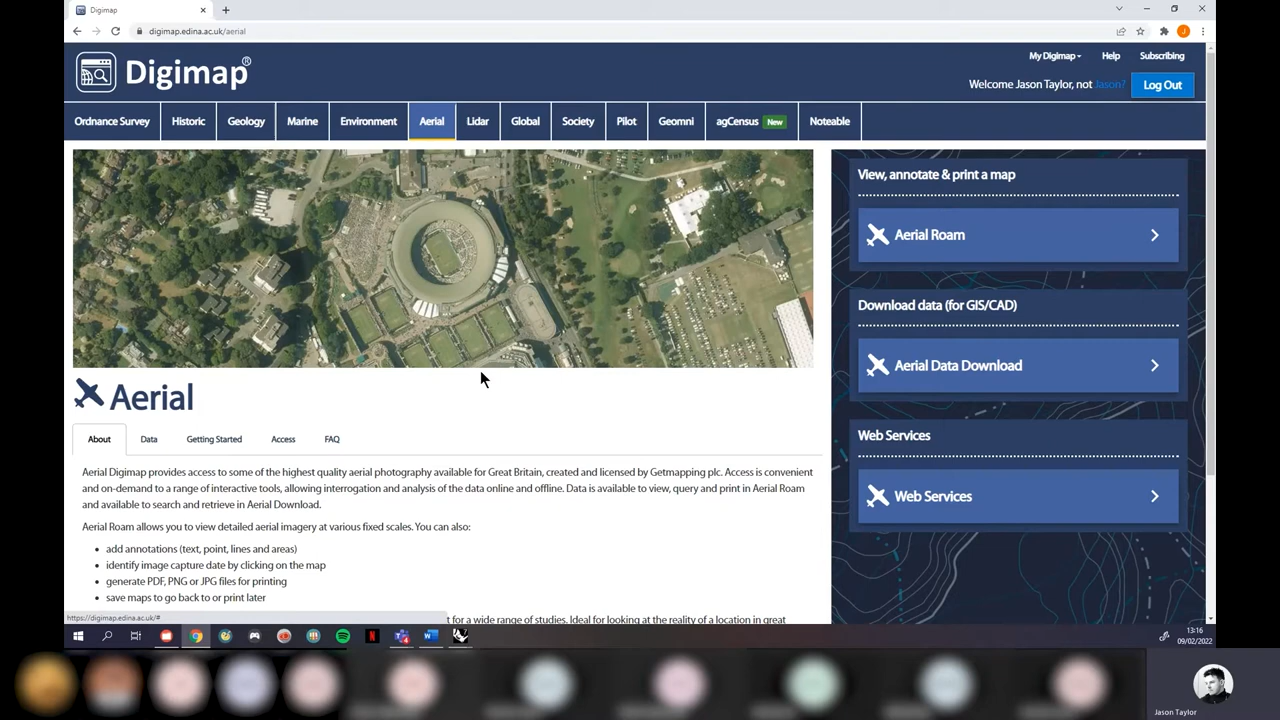 Digimap
digimap.edina.ac.uk/aerial
Digimap®
My Digimap
Help
Subscribing
Welcome Jason Taylor, not Jason?
Log Out
Ordnance Survey
Historic
Geology
Marine
Environment
Aerial
Lidar
Global
Society
Pilot
Geomni
agCensus New
Noteable
View, annotate & print a map
Aerial Roam
Download data (for GIS/CAD)
Aerial Data Download
Web Services
Web Services
Aerial
About
Data
Getting Started
Access
FAQ
Aerial Digimap provides access to some of the highest quality aerial photography available for Great Britain, created and licensed by Getmapping plc. Access is convenient
and on-demand to a range of interactive tools, allowing interrogation and analysis of the data online and offline. Data is available to view, query and print in Aerial Roam
and available to search and retrieve in Aerial Download.
Aerial Roam allows you to view detailed aerial imagery at various fixed scales. You can also:
• add annotations (text, point, lines and areas)
• identify image capture date by clicking on the map
• generate PDF, PNG or JPG files for printing
• save maps to go back to or print later
https://digimap.edina.ac.uk/#
t for a wide range of studies. Ideal for looking at the reality of a location in great
13:16
09/02/2022
Jason Taylor